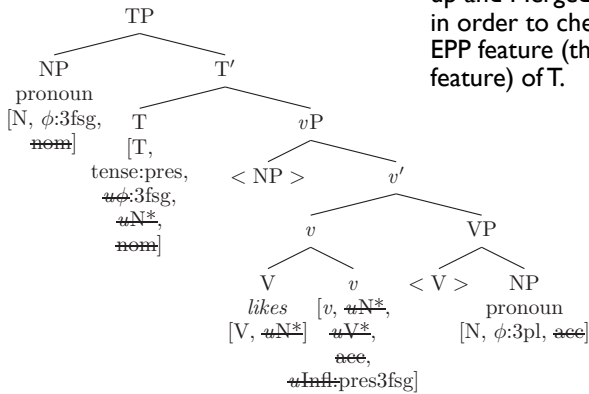 up and Merged
in order to che
EPP feature (th
feature) of T.
TP
NP T′
pronoun
[N, ϕ:3fsg,
nom]
T vP
[T,
tense:pres,
uϕ:3fsg,
uN*,
nom]
< NP > v′
v VP
V v < V > NP
likes [v, uN*, pronoun
[V, uN*] uV*, [N, ϕ:3pl, acc]
acc,
uInfl:pres3fsg]